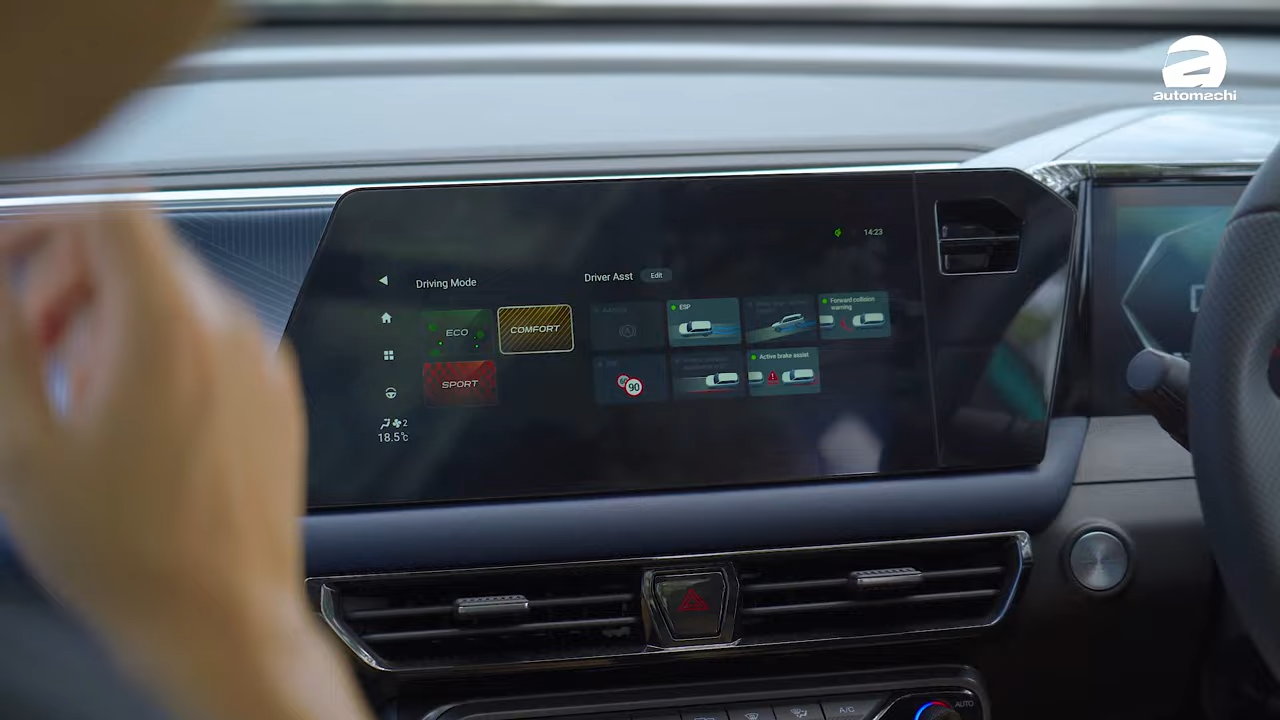 automachi
14:23
Driving Mode
Driver Asst
Edit
ECO
COMFORT
SPORT
ESP
Forward collision
warning
90
Active brake assist
2
18.5°c
A/C
AUTO